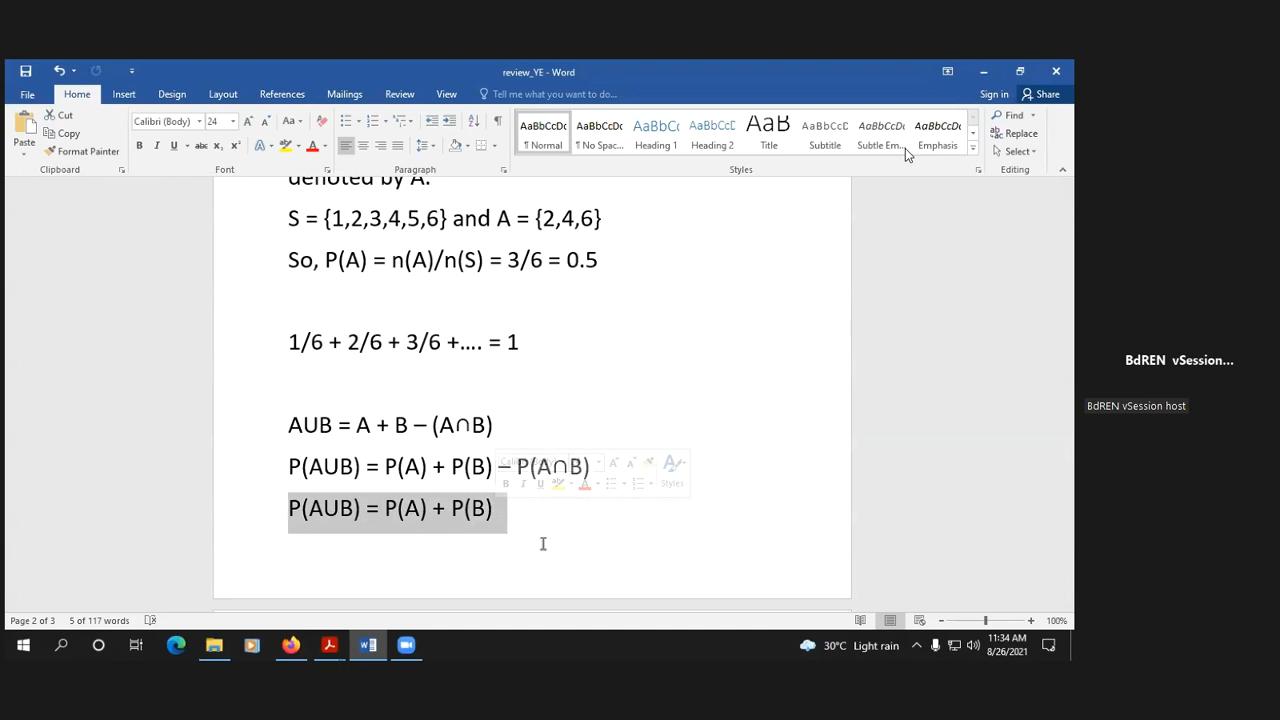 review_YE - Word
File Home Insert Design Layout References Mailings Review View Tell me what you want to do... Sign in Share
Paste Cut Copy Format Painter
Clipboard
Calibri (Body) 24
Font
Paragraph
AaBbCcDc AaBbCcDc AaBbCc AaBbCcD AaB AaBbCcD AaBbCcDc AaBbCcDc
¶ Normal ¶ No Spac... Heading 1 Heading 2 Title Subtitle Subtle Em... Emphasis
Styles
Find
Replace
Select
Editing
denoted by A.
S = {1,2,3,4,5,6} and A = {2,4,6}
So, P(A) = n(A)/n(S) = 3/6 = 0.5
1/6 + 2/6 + 3/6 +.... = 1
AUB = A + B – (A∩B)
P(AUB) = P(A) + P(B) – P(A∩B)
P(AUB) = P(A) + P(B)
Styles
Page 2 of 3 5 of 117 words 100%
30°C Light rain 11:34 AM
8/26/2021
BdREN vSession...
BdREN vSession host